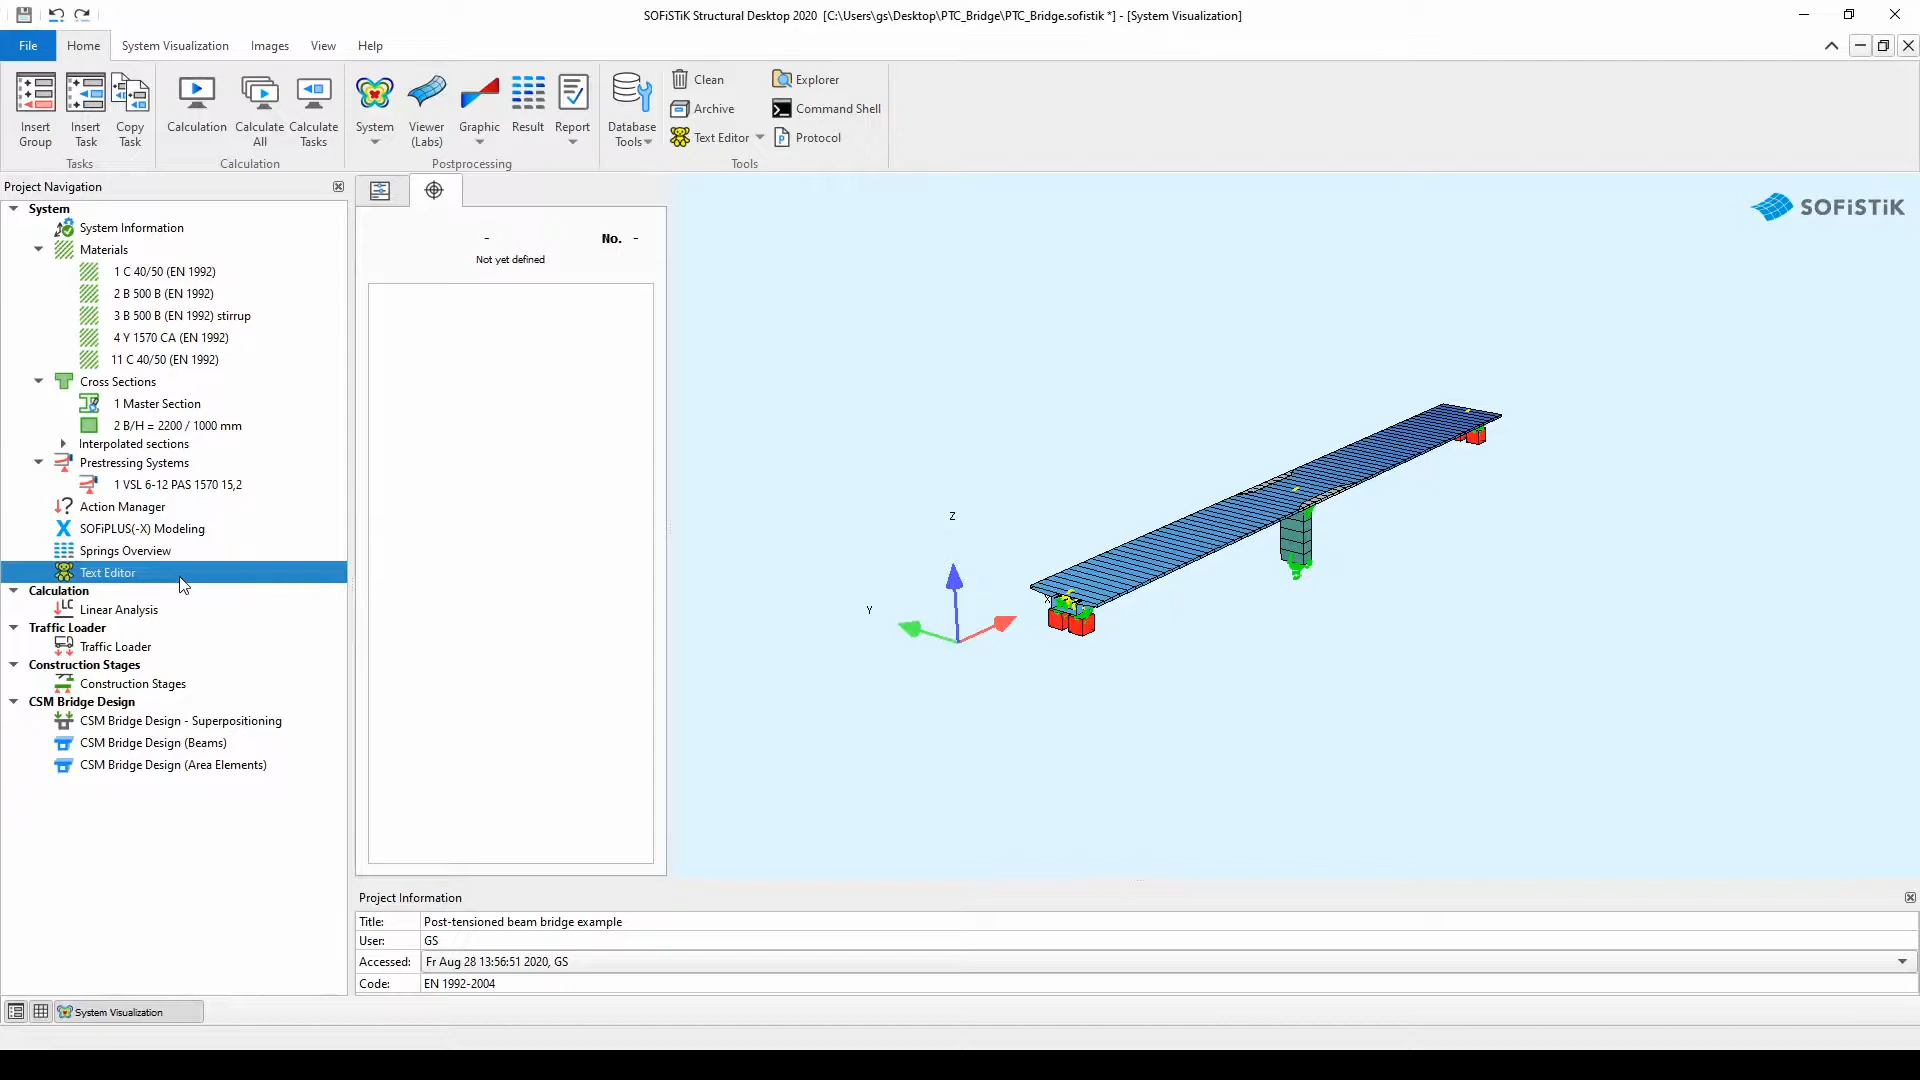 SOFiSTiK Structural Desktop 2020 [C:\Users\gs\Desktop\PTC_Bridge\PTC_Bridge.sofistik *] - [System Visualization]
File Home System Visualization Images View Help
Insert Group
Insert Task
Copy Task
Tasks
Calculation
Calculate All
Calculate Tasks
Calculation
System
Viewer (Labs)
Graphic
Result
Report
Postprocessing
Database Tools
Clean
Archive
Text Editor
Explorer
Command Shell
Protocol
Tools
Project Navigation
System
System Information
Materials
1 C 40/50 (EN 1992)
2 B 500 B (EN 1992)
3 B 500 B (EN 1992) stirrup
4 Y 1570 CA (EN 1992)
11 C 40/50 (EN 1992)
Cross Sections
1 Master Section
2 B/H = 2200 / 1000 mm
Interpolated sections
Prestressing Systems
1 VSL 6-12 PAS 1570 15,2
Action Manager
SOFiPLUS(-X) Modeling
Springs Overview
Text Editor
Calculation
Linear Analysis
Traffic Loader
Traffic Loader
Construction Stages
Construction Stages
CSM Bridge Design
CSM Bridge Design - Superpositioning
CSM Bridge Design (Beams)
CSM Bridge Design (Area Elements)
- No. -
Not yet defined
SOFiSTiK
Z
Y
X
Project Information
Title: Post-tensioned beam bridge example
User: GS
Accessed: Fr Aug 28 13:56:51 2020, GS
Code: EN 1992-2004
System Visualization